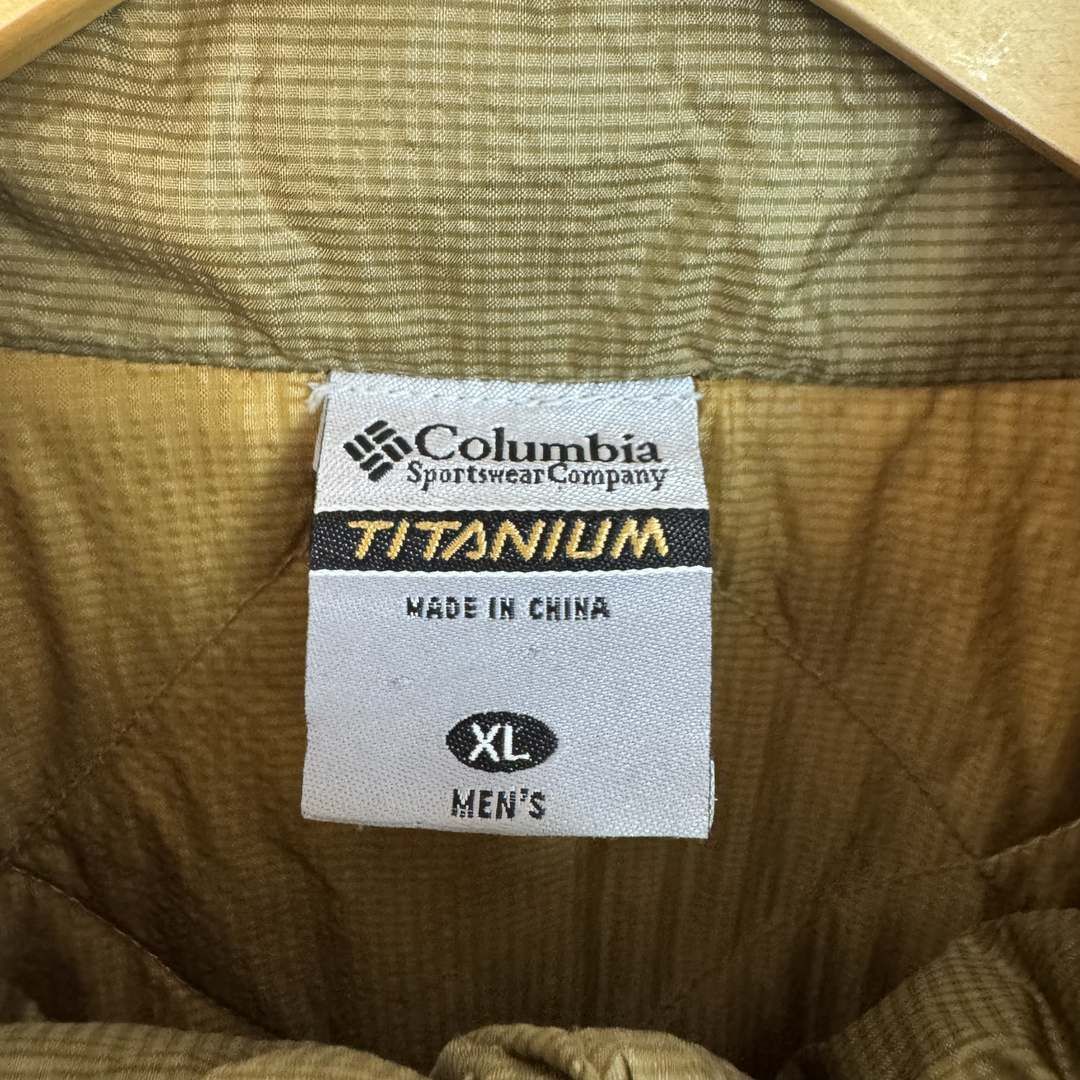 Columbia
Sportswear Company
TITANIUM
MADE IN CHINA
XL
MEN'S